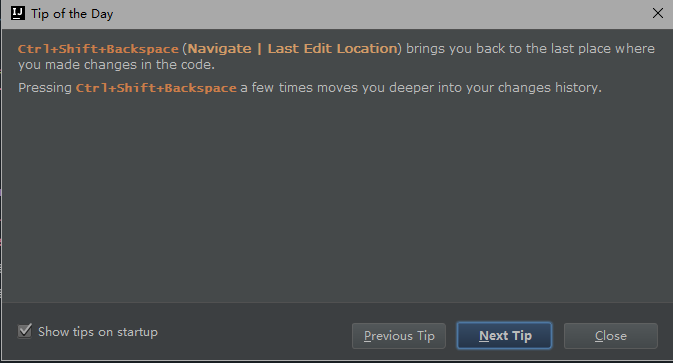 IJ Tip of the Day
Ctrl+Shift+Backspace (Navigate | Last Edit Location) brings you back to the last place where
you made changes in the code.
Pressing Ctrl+Shift+Backspace a few times moves you deeper into your changes history.
Show tips on startup
Previous Tip
Next Tip
Close